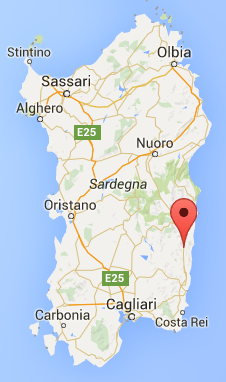 Olbia
Stintino
Sassari
Alghero
E25
Nuoro
Sardegna
Oristano
E25
Cagliari
Carbonia
Costa Rei